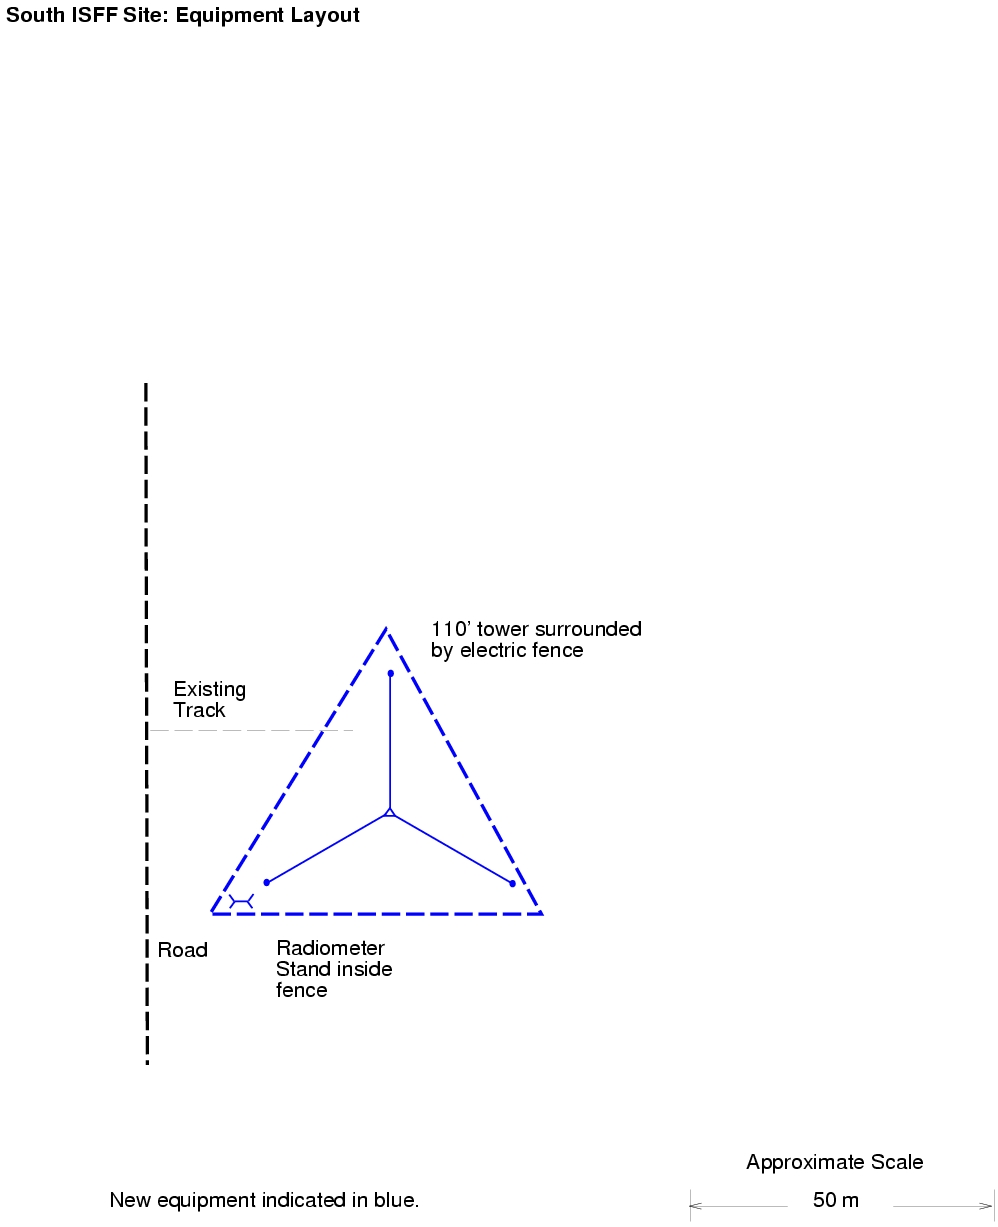 South ISFF Site: Equipment Layout
110' tower surrounded
by electric fence
Existing
Track
Road
Radiometer
Stand inside
fence
Approximate Scale
50 m
New equipment indicated in blue.